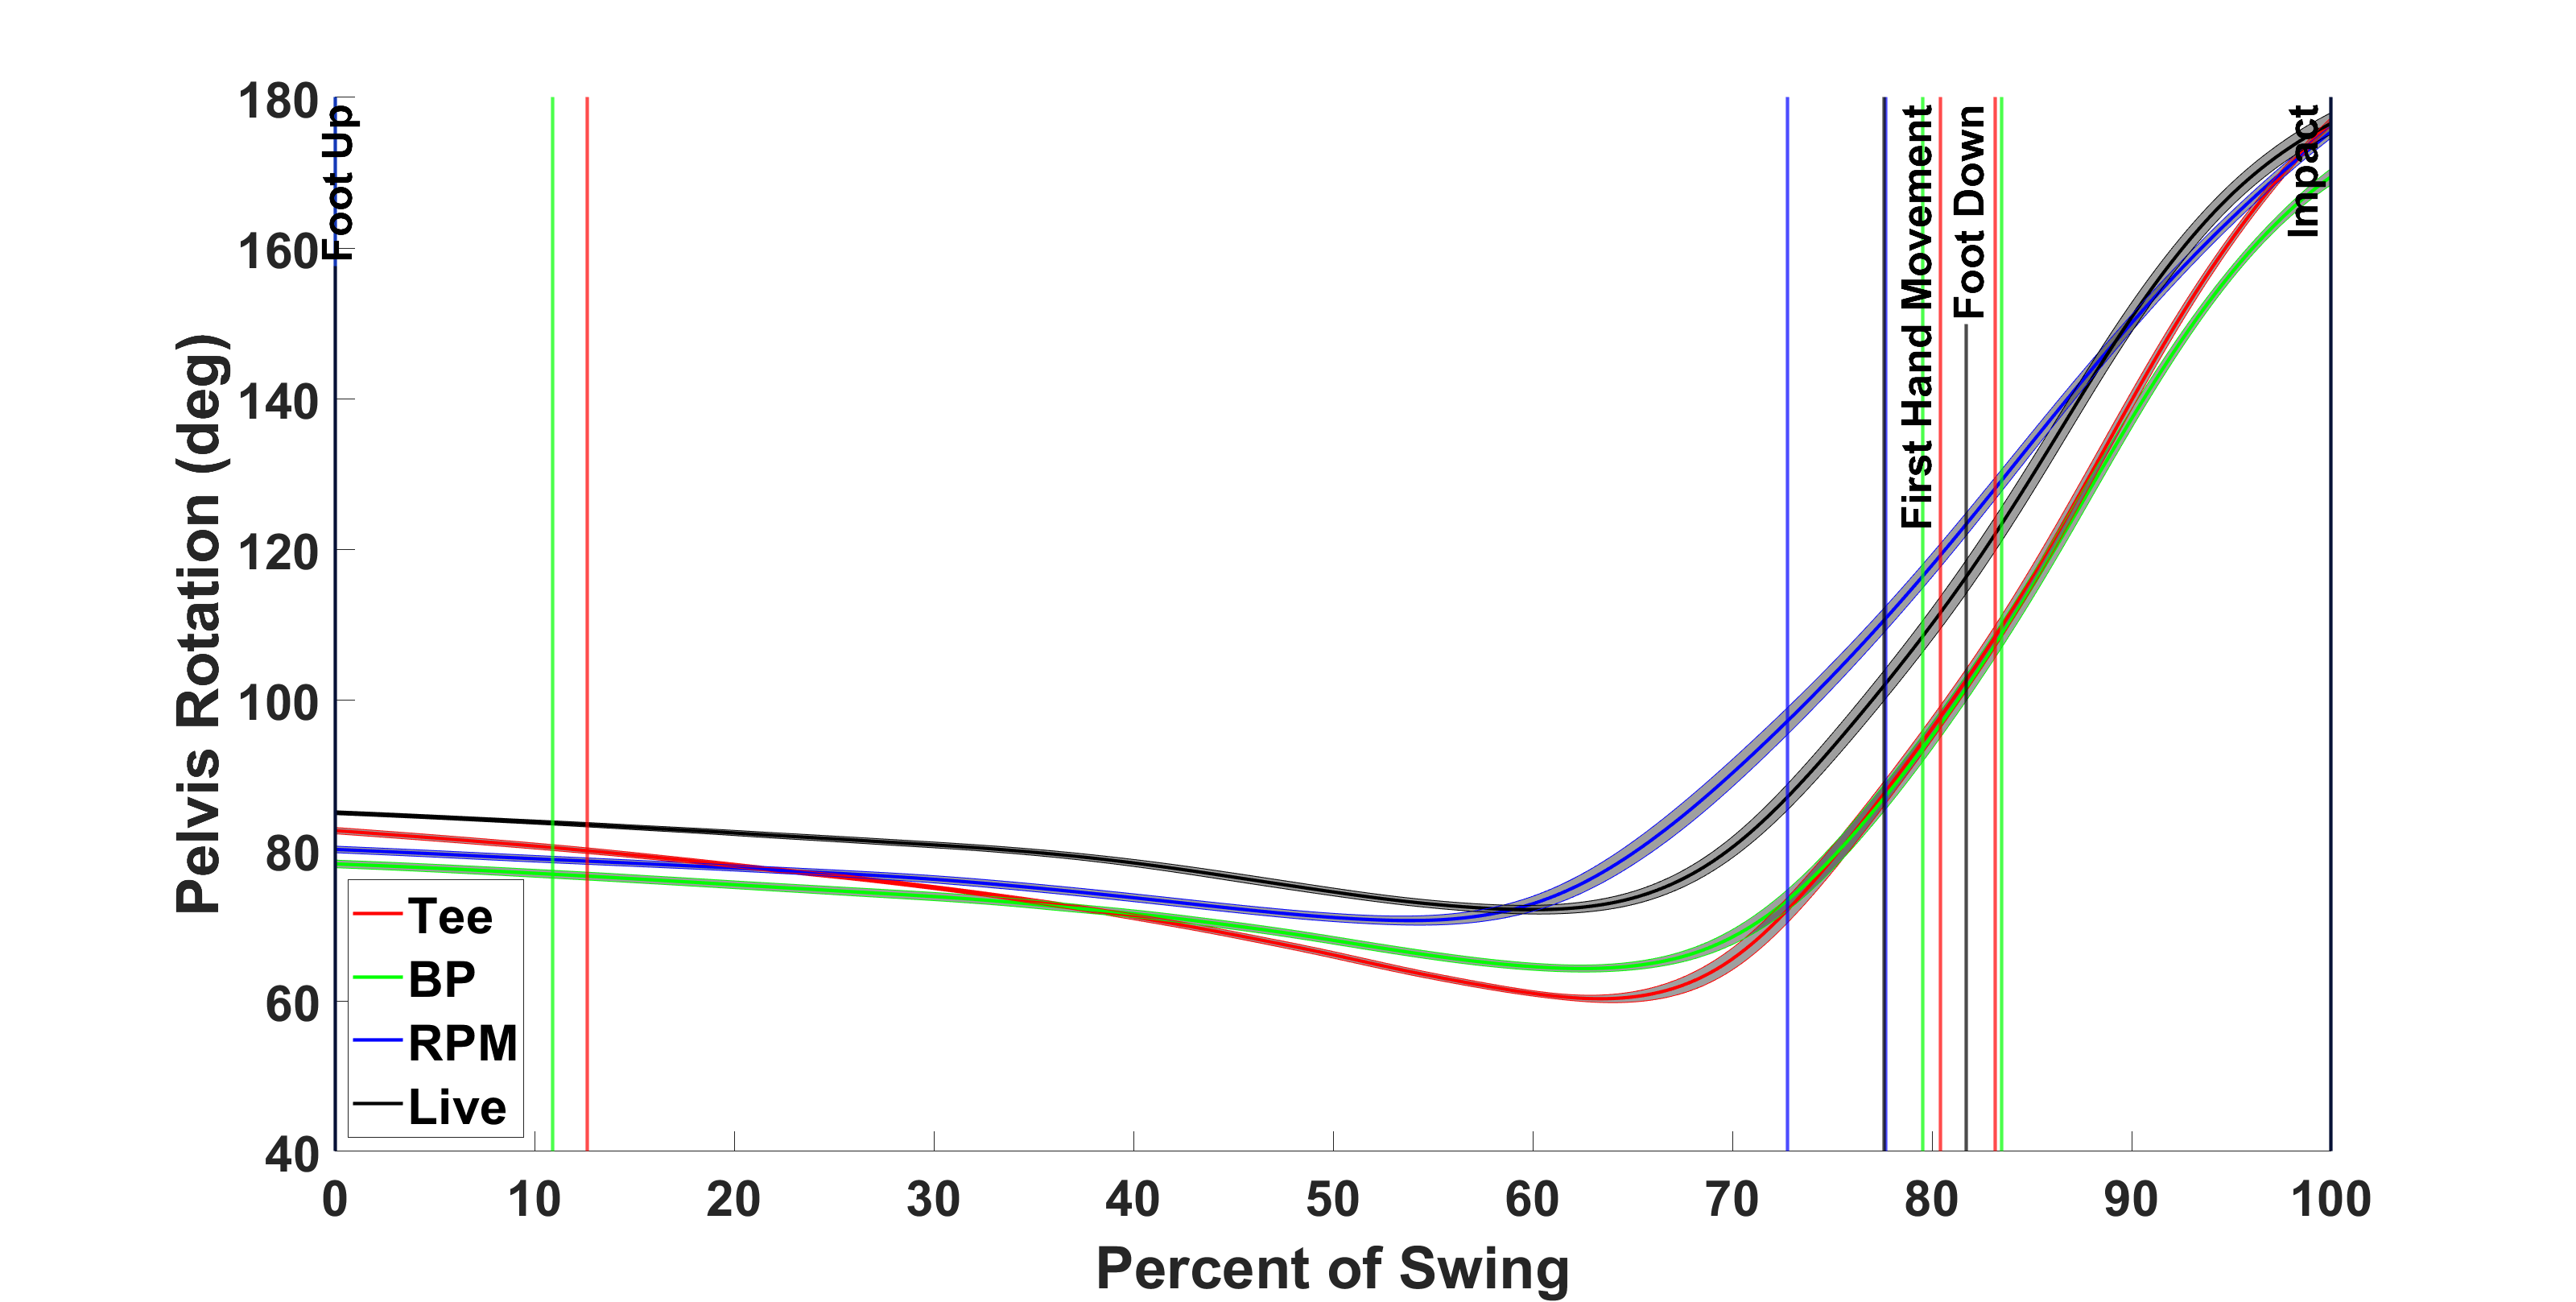 180
160
140
120
100
80
60
40
Pelvis Rotation (deg)
Foot Up
First Hand Movement
Foot Down
Impact
Tee
BP
RPM
Live
0 10 20 30 40 50 60 70 80 90 100
Percent of Swing